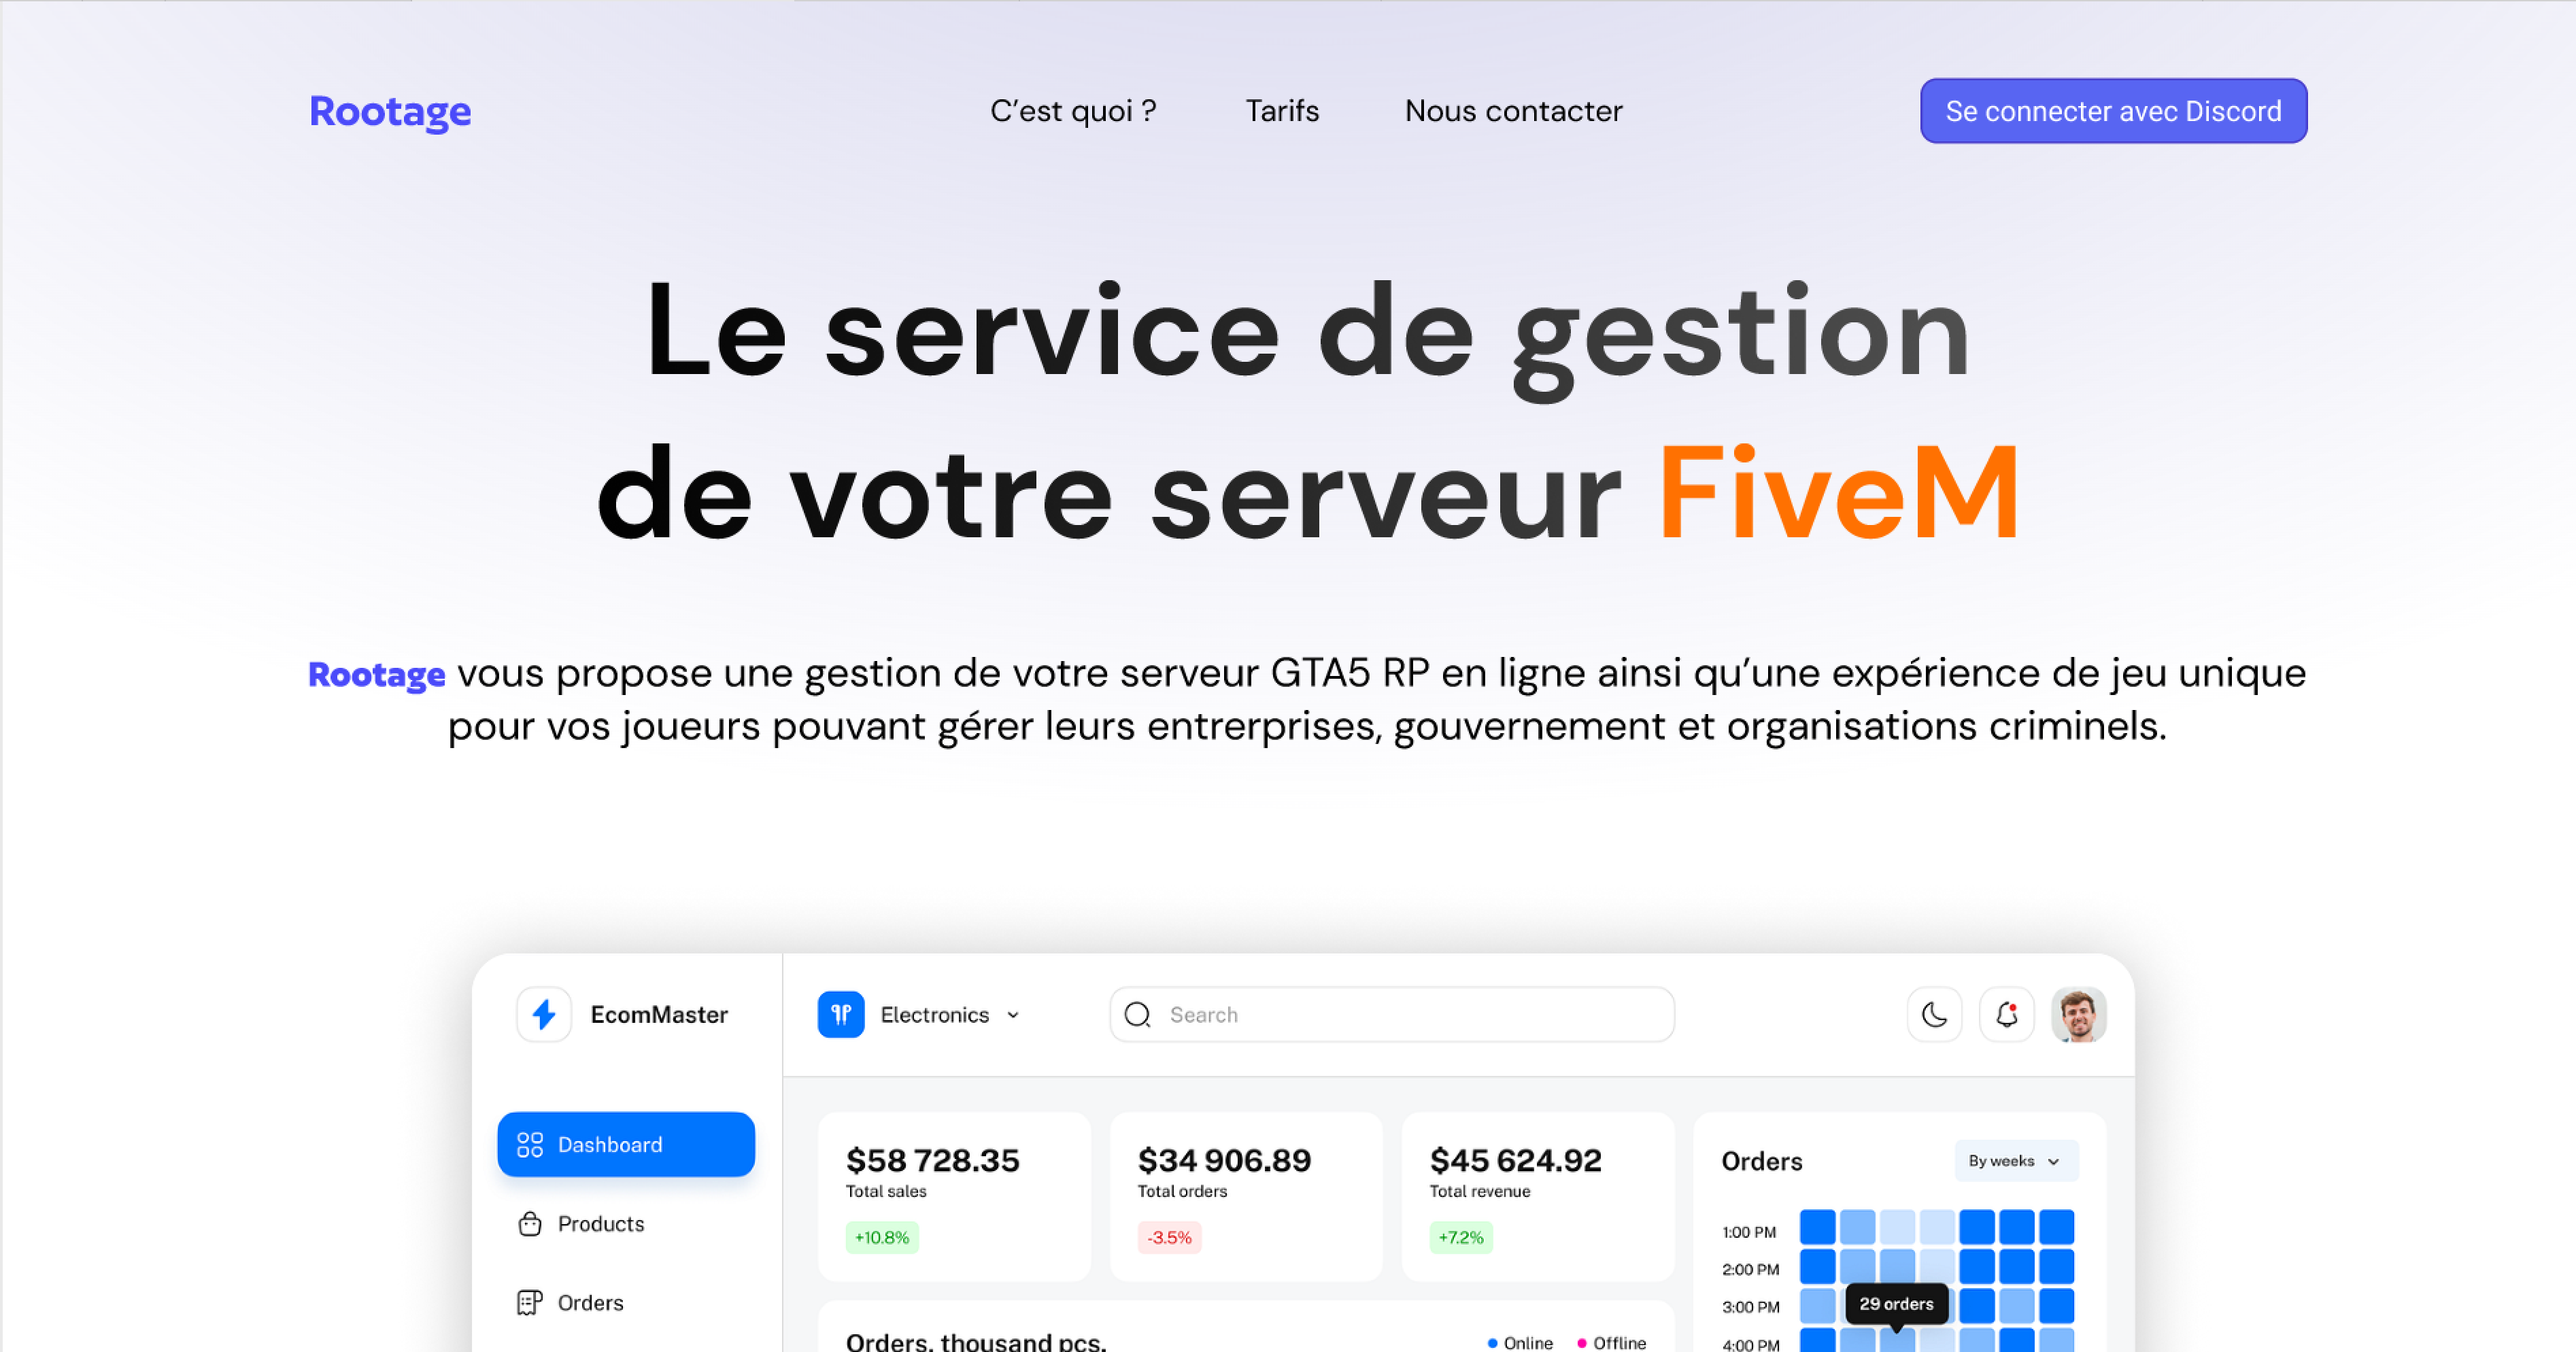 Rootage
C’est quoi ?
Tarifs
Nous contacter
Se connecter avec Discord
Le service de gestion
de votre serveur FiveM
Rootage vous propose une gestion de votre serveur GTA5 RP en ligne ainsi qu’une expérience de jeu unique
pour vos joueurs pouvant gérer leurs entrerprises, gouvernement et organisations criminels.
EcomMaster
Electronics
Search
Dashboard
Products
Orders
$58 728.35
Total sales
+10.8%
$34 906.89
Total orders
-3.5%
$45 624.92
Total revenue
+7.2%
Orders, thousand pcs.
Online
Offline
Orders
By weeks
1:00 PM
2:00 PM
3:00 PM
29 orders
4:00 PM